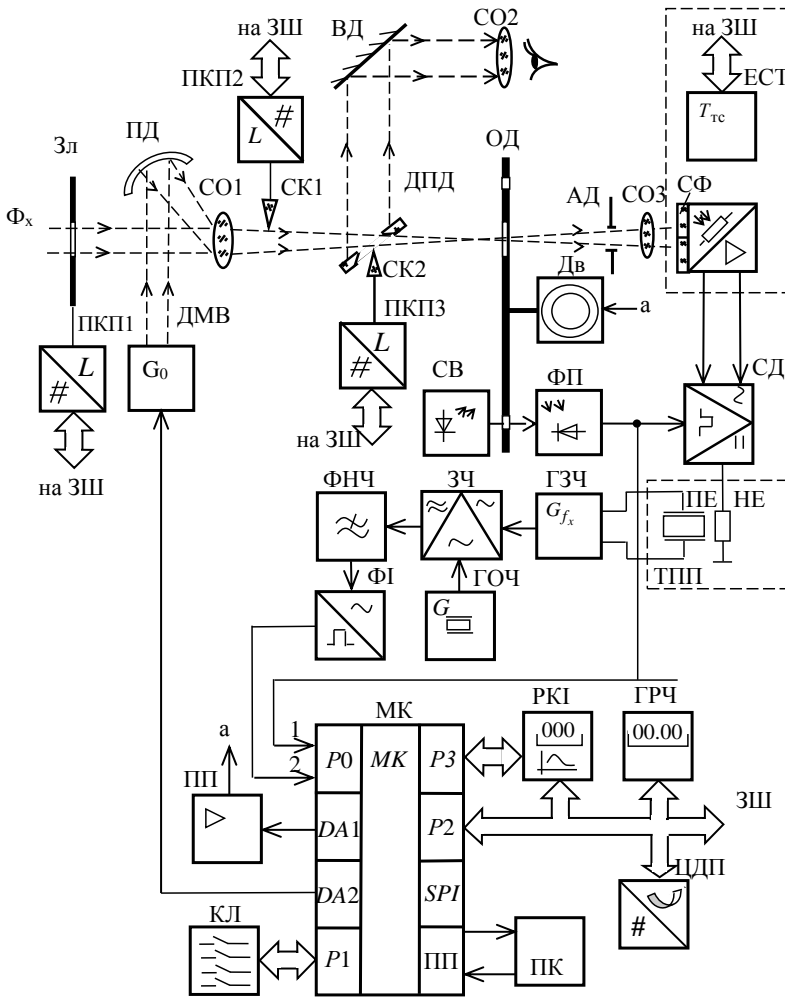 на ЗШ
ВД
СО2
на ЗШ
ПКП2
#
L
ЕСТ
Tтс
Зл
ПД
СО1
СК1
ДПД
ОД
АД
СО3
СФ
Фх
СК2
Дв
а
ПКП1
ДМВ
ПКП3
L
#
G0
L
#
СВ
ФП
СД
на ЗШ
на ЗШ
ФНЧ
ЗЧ
ГЗЧ
Gfx
ПЕ
НЕ
ТПП
ФІ
ГОЧ
G
МК
РКІ
ГРЧ
000
00.00
а
1
2
P0
MK
P3
ПП
DA1
P2
ЗШ
ЦДП
#
DA2
SPI
КЛ
P1
ПП
ПК